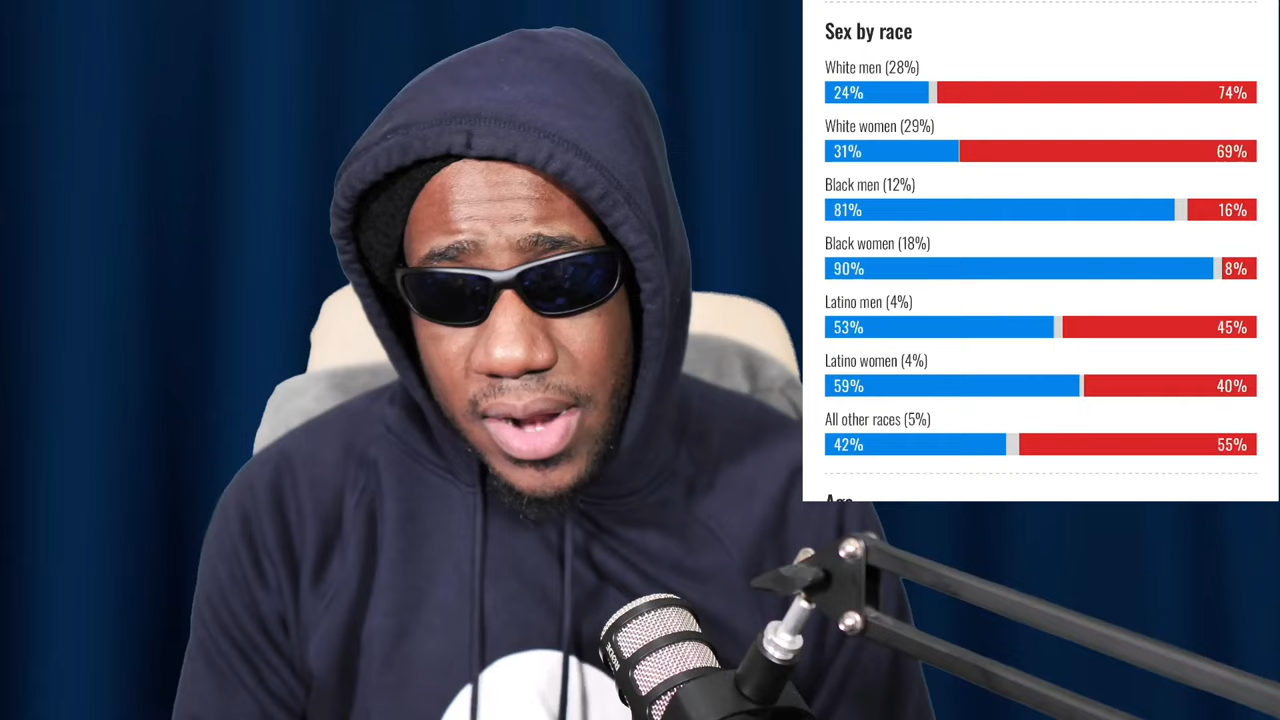 Sex by race
White men (28%)
24% 74%
White women (29%)
31% 69%
Black men (12%)
81% 16%
Black women (18%)
90% 8%
Latino men (4%)
53% 45%
Latino women (4%)
59% 40%
All other races (5%)
42% 55%
Age
RODE